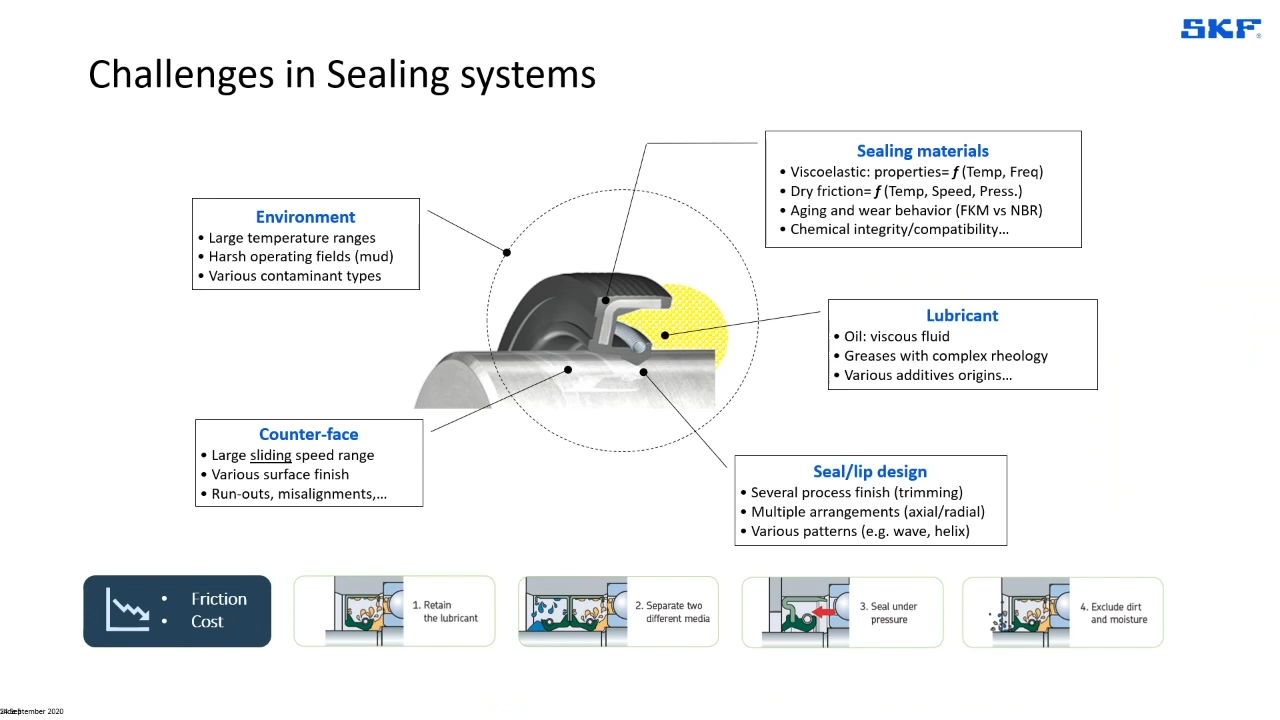 SKF
Challenges in Sealing systems
Sealing materials
• Viscoelastic: properties= f (Temp, Freq)
• Dry friction= f (Temp, Speed, Press.)
• Aging and wear behavior (FKM vs NBR)
• Chemical integrity/compatibility…
Environment
• Large temperature ranges
• Harsh operating fields (mud)
• Various contaminant types
Lubricant
• Oil: viscous fluid
• Greases with complex rheology
• Various additives origins…
Counter-face
• Large sliding speed range
• Various surface finish
• Run-outs, misalignments,…
Seal/lip design
• Several process finish (trimming)
• Multiple arrangements (axial/radial)
• Various patterns (e.g. wave, helix)
• Friction
• Cost
1. Retain
the lubricant
2. Separate two
different media
3. Seal under
pressure
4. Exclude dirt
and moisture
September 2020